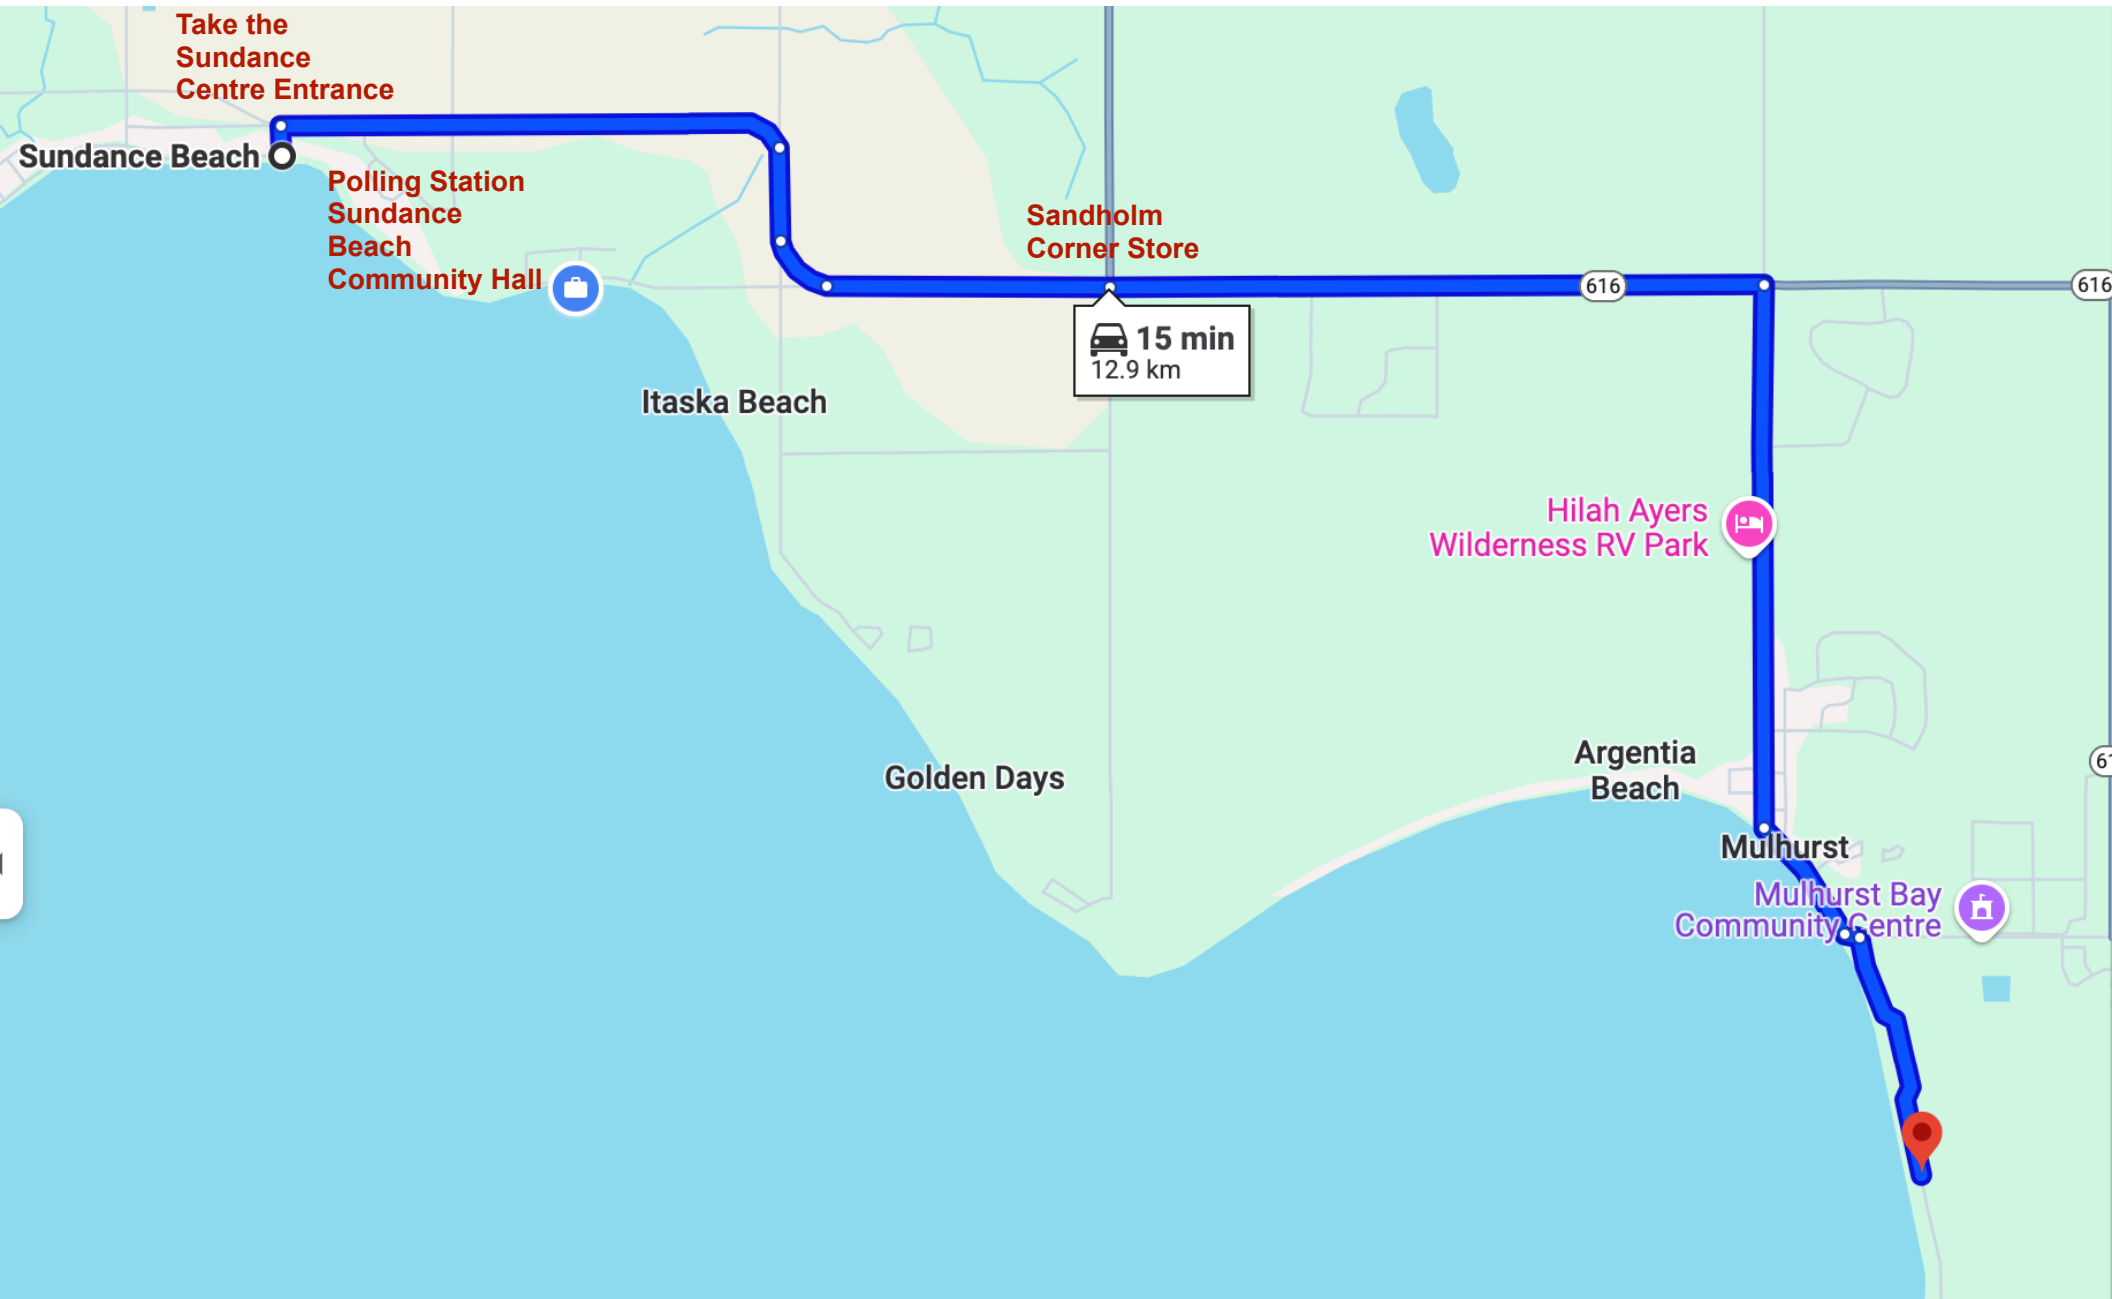 Take the
Sundance
Centre Entrance
Sundance Beach
Polling Station
Sundance
Beach
Community Hall
Sandholm
Corner Store
616
616
15 min
12.9 km
Itaska Beach
Hilah Ayers
Wilderness RV Park
Golden Days
Argentia
Beach
61
Mulhurst
Mulhurst Bay
Community Centre